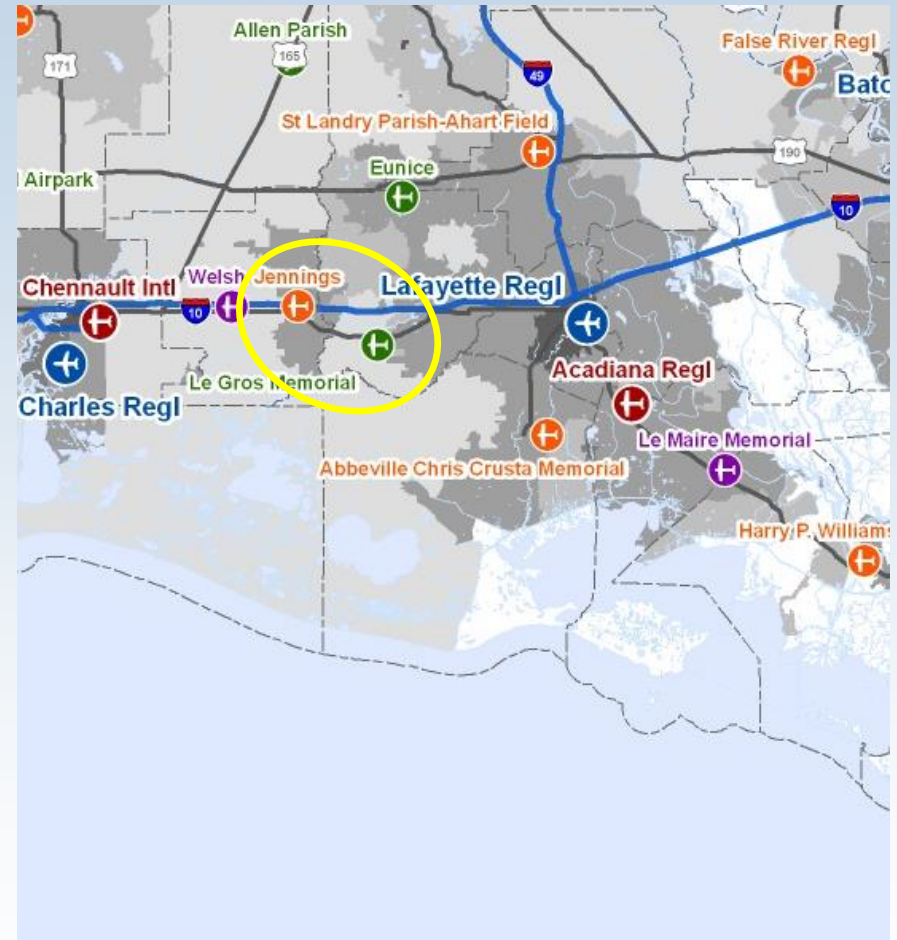 Allen Parish
165
171
49
False River Regl
Batc
St Landry Parish-Ahart Field
190
l Airpark
Eunice
10
Chennault Intl
Welsh
Jennings
Lafayette Regl
10
Le Gros Memorial
Acadiana Regl
Charles Regl
Le Maire Memorial
Abbeville Chris Crusta Memorial
Harry P. Williams